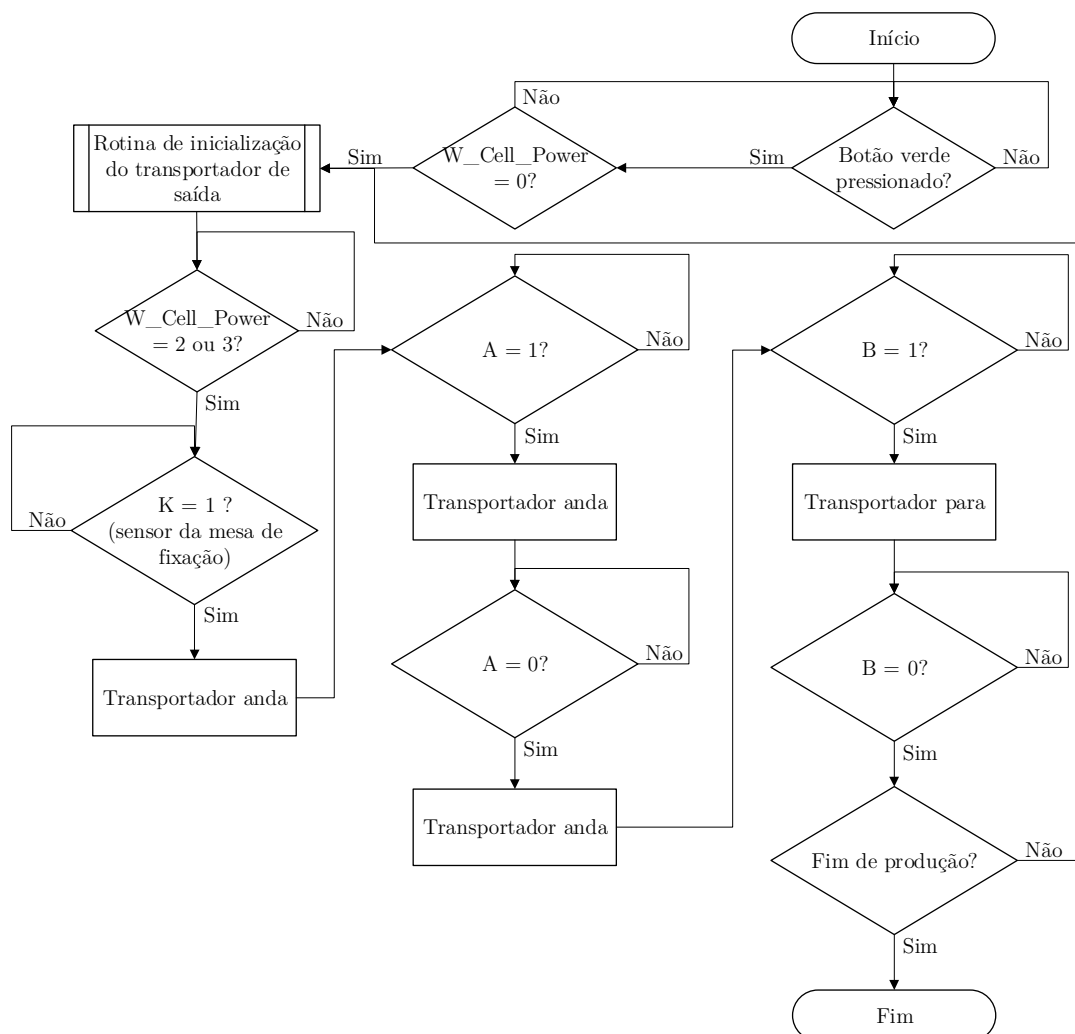 Início
Botão verde
pressionado?
Não
Sim
W_Cell_Power
= 0?
Não
Sim
Rotina de inicialização
do transportador de
saída
W_Cell_Power
= 2 ou 3?
Não
Sim
K = 1 ?
(sensor da mesa de
fixação)
Não
Sim
Transportador anda
A = 1?
Não
Sim
Transportador anda
A = 0?
Não
Sim
Transportador anda
B = 1?
Não
Sim
Transportador para
B = 0?
Não
Sim
Fim de produção?
Não
Sim
Fim